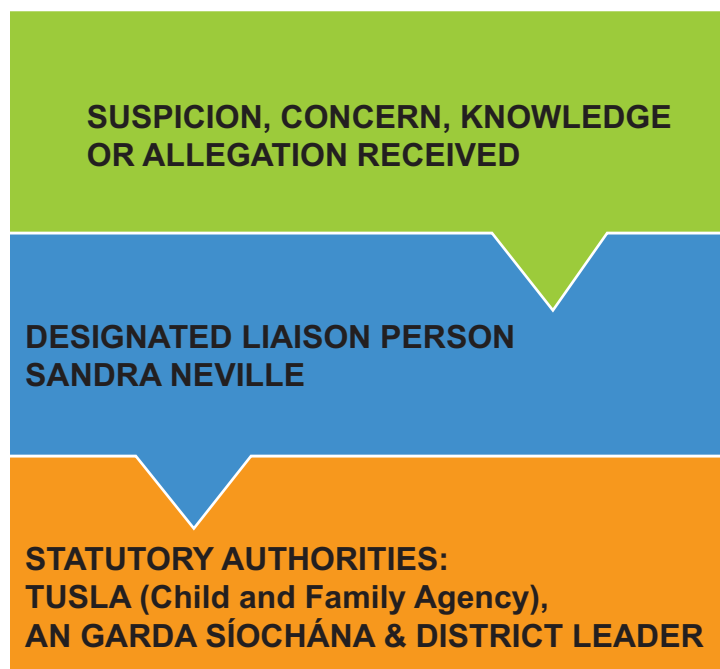 SUSPICION, CONCERN, KNOWLEDGE
OR ALLEGATION RECEIVED
DESIGNATED LIAISON PERSON
SANDRA NEVILLE
STATUTORY AUTHORITIES:
TUSLA (Child and Family Agency),
AN GARDA SÍOCHÁNA & DISTRICT LEADER